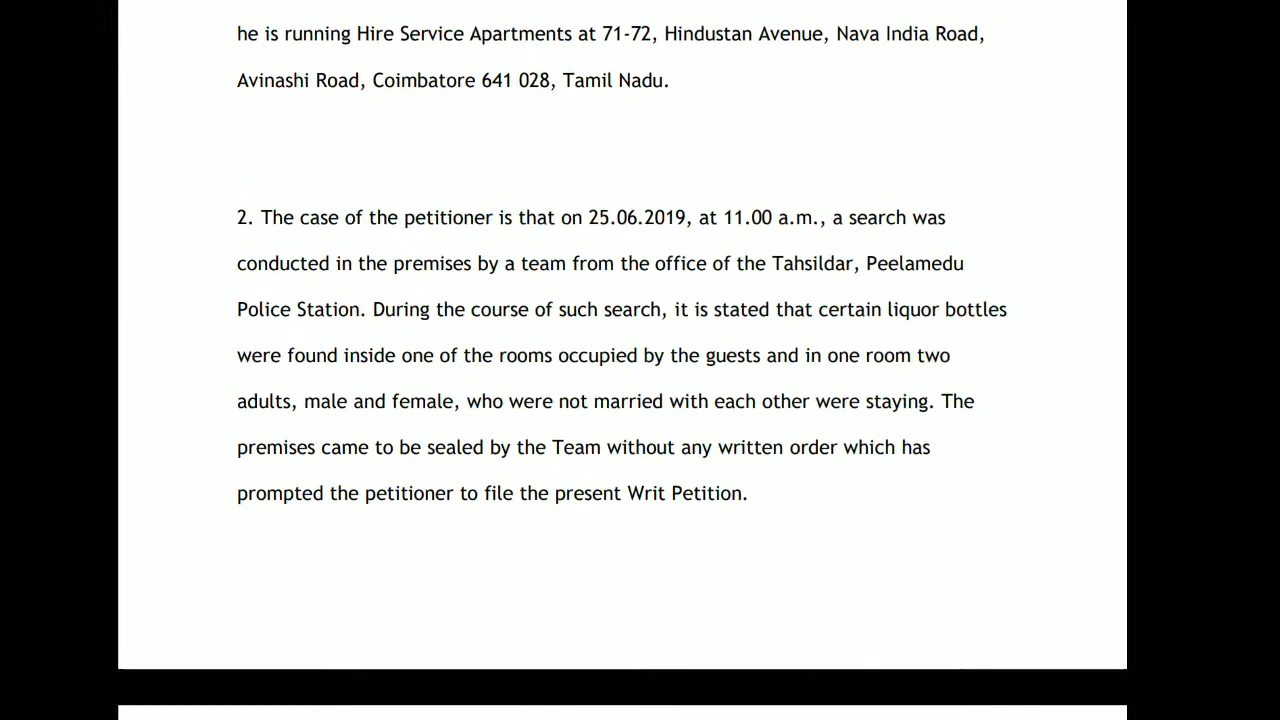 he is running Hire Service Apartments at 71-72, Hindustan Avenue, Nava India Road,
Avinashi Road, Coimbatore 641 028, Tamil Nadu.
2. The case of the petitioner is that on 25.06.2019, at 11.00 a.m., a search was
conducted in the premises by a team from the office of the Tahsildar, Peelamedu
Police Station. During the course of such search, it is stated that certain liquor bottles
were found inside one of the rooms occupied by the guests and in one room two
adults, male and female, who were not married with each other were staying. The
premises came to be sealed by the Team without any written order which has
prompted the petitioner to file the present Writ Petition.